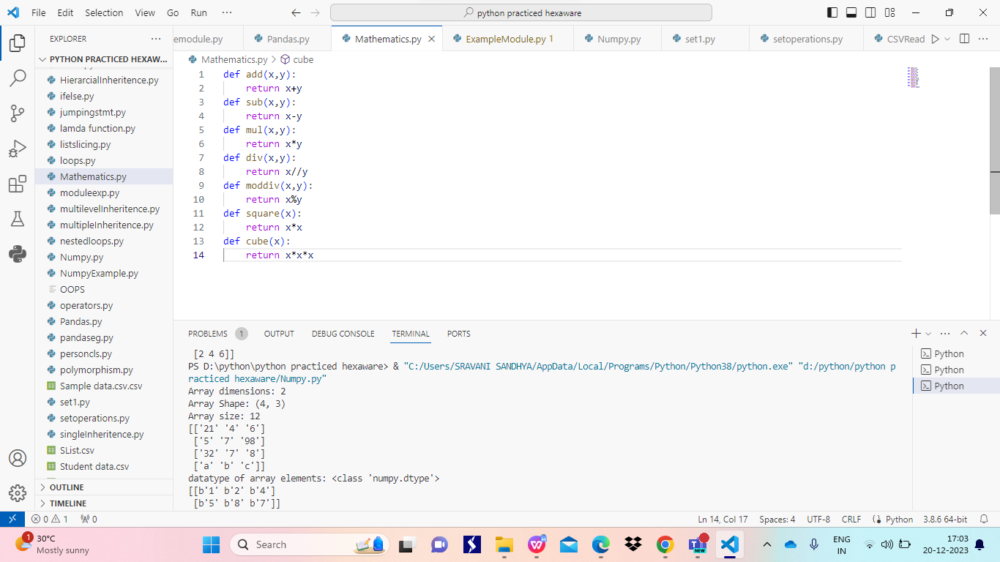 File Edit Selection View Go Run ···
python practiced hexaware
EXPLORER ···
emodule.py Pandas.py Mathematics.py ExampleModule.py 1 Numpy.py set1.py setoperations.py CSVRead ···
PYTHON PRACTICED HEXAW...
HierarcialInheritence.py
ifelse.py
jumpingstmt.py
lamda function.py
listslicing.py
loops.py
Mathematics.py
moduleexp.py
multilevelInheritence.py
multipleInheritence.py
nestedloops.py
Numpy.py
NumpyExample.py
OOPS
operators.py
Pandas.py
pandaseg.py
personcls.py
polymorphism.py
Sample data.csv.csv
set1.py
setoperations.py
singleInheritence.py
SList.csv
Student data.csv
OUTLINE
TIMELINE
Mathematics.py > cube
1 def add(x,y):
2 return x+y
3 def sub(x,y):
4 return x-y
5 def mul(x,y):
6 return x*y
7 def div(x,y):
8 return x//y
9 def moddiv(x,y):
10 return x%y
11 def square(x):
12 return x*x
13 def cube(x):
14 return x*x*x
PROBLEMS 1 OUTPUT DEBUG CONSOLE TERMINAL PORTS
[2 4 6]]
PS D:\python\python practiced hexaware> & "C:/Users/SRAVANI SANDHYA/AppData/Local/Programs/Python/Python38/python.exe" "d:/python/python p
racticed hexaware/Numpy.py"
Array dimensions: 2
Array Shape: (4, 3)
Array size: 12
[['21' '4' '6']
['5' '7' '98']
['32' '7' '8']
['a' 'b' 'c']]
datatype of array elements: <class 'numpy.dtype'>
[[b'1' b'2' b'4']
[b'5' b'8' b'7']]
Python
Python
Python
0 1 0
Ln 14, Col 17 Spaces: 4 UTF-8 CRLF Python 3.8.6 64-bit
1
30°C
Mostly sunny
Search
NEW
ENG
IN
17:03
20-12-2023